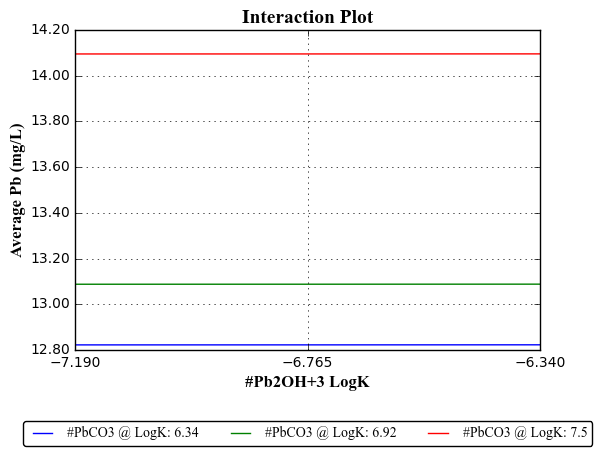 Interaction Plot
14.20
14.00
13.80
13.60
13.40
13.20
13.00
12.80
Average Pb (mg/L)
−7.190 −6.765 −6.340
#Pb2OH+3 LogK
#PbCO3 @ LogK: 6.34 #PbCO3 @ LogK: 6.92 #PbCO3 @ LogK: 7.5